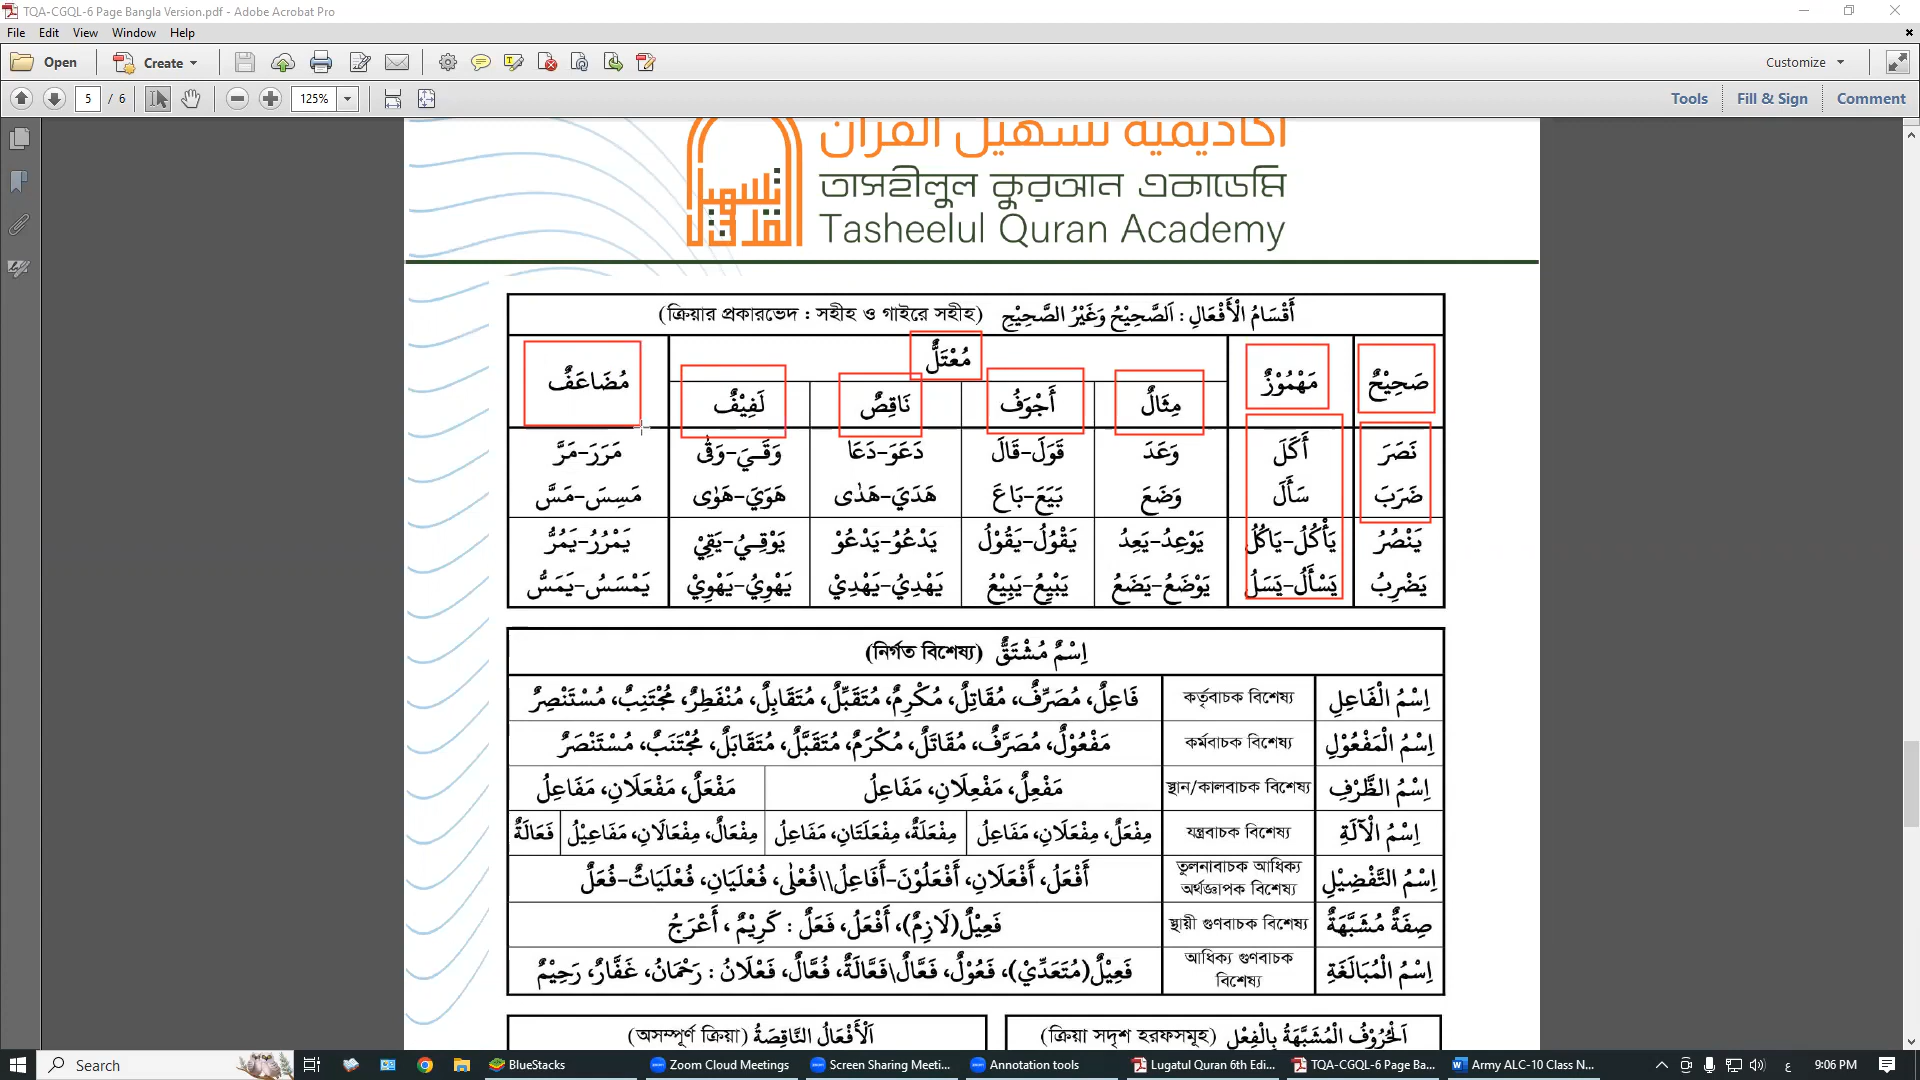 TQA-CGQL-6 Page Bangla Version.pdf - Adobe Acrobat Pro
File Edit View Window Help
Open Create Customize
5 / 6 125% Tools Fill & Sign Comment
أكاديمية تسهيل القرآن
তাসহীলুল কুরআন একাডেমি
Tasheelul Quran Academy
أَقْسَامُ الْأَفْعَالِ : اَلصَّحِيْحُ وَغَيْرُ الصَّحِيْحِ (ক্রিয়ার প্রকারভেদ : সহীহ ও গাইরে সহীহ)
صَحِيْحٌ مَهْمُوْزٌ مُعْتَلٌّ مُضَاعَفٌ
مِثَالٌ أَجْوَفُ نَاقِصٌ لَفِيْفٌ
نَصَرَ أَكَلَ وَعَدَ قَوَلَ-قَالَ دَعَوَ-دَعَا وَقَـيَ-وَقٰى مَرَرَ-مَرَّ
ضَرَبَ سَأَلَ وَضَعَ بَيَعَ-بَاعَ هَدَيَ-هَدٰى هَوَيَ-هَوٰى مَسِسَ-مَسَّ
يَنْصُرُ يَأْكُلُ-يَاكُلُ يَوْعِدُ-يَعِدُ يَقْوُلُ-يَقُوْلُ يَدْعُوُ-يَدْعُوْ يَوْقِـيُ-يَقِيْ يَمْرُرُ-يَمُرُّ
يَضْرِبُ يَسْأَلُ-يَسَلُ يَوْضَعُ-يَضَعُ يَبْيِعُ-يَبِيْعُ يَهْدِيُ-يَهْدِيْ يَهْوِيُ-يَهْوِيْ يَمْسَسُ-يَمَسُّ
اِسْمٌ مُشْتَقٌّ (নির্গত বিশেষ্য)
اِسْمُ الْفَاعِلِ কর্তৃবাচক বিশেষ্য فَاعِلٌ، مُصَرِّفٌ، مُقَاتِلٌ، مُكْرِمٌ، مُتَقَبِّلٌ، مُتَقَابِلٌ، مُنْفَطِرٌ، مُجْتَنِبٌ، مُسْتَنْصِرٌ
اِسْمُ الْمَفْعُوْلِ কর্মবাচক বিশেষ্য مَفْعُوْلٌ، مُصَرَّفٌ، مُقَاتَلٌ، مُكْرَمٌ، مُتَقَبَّلٌ، مُتَقَابَلٌ، مُجْتَنَبٌ، مُسْتَنْصَرٌ
اِسْمُ الظَّرْفِ স্থান/কালবাচক বিশেষ্য مَفْعِلٌ، مَفْعِلَانِ، مَفَاعِلُ مَفْعَلٌ، مَفْعَلَانِ، مَفَاعِلُ
اِسْمُ الْآلَةِ যন্ত্রবাচক বিশেষ্য مِفْعَلٌ، مِفْعَلَانِ، مَفَاعِلُ مِفْعَلَةٌ، مِفْعَلَتَانِ، مَفَاعِلُ مِفْعَالٌ، مِفْعَالَانِ، مَفَاعِيْلُ فَعَالَةٌ
اِسْمُ التَّفْضِيْلِ তুলনাবাচক আধিক্য অর্থজ্ঞাপক বিশেষ্য أَفْعَلُ، أَفْعَلَانِ، أَفْعَلُوْنَ-أَفَاعِلُ\\فُعْلٰى، فُعْلَيَانِ، فُعْلَيَاتٌ-فُعَلٌ
صِفَةٌ مُشَبَّهَةٌ স্থায়ী গুণবাচক বিশেষ্য فَعِيْلٌ(لَازِمٌ)، أَفْعَلُ، فَعَلٌ : كَرِيْمٌ ، أَعْرَجُ
اِسْمُ الْمُبَالَغَةِ আধিক্য গুণবাচক বিশেষ্য فَعِيْلٌ(مُتَعَدِّيْ)، فَعُوْلٌ، فَعَّالٌ\فَعَّالَةٌ، فُعَّالٌ، فَعْلَانُ : رَحْمَانُ، غَفَّارٌ، رَحِيْمٌ
اَلْحُرُوْفُ الْمُشَبَّهَةُ بِالْفِعْلِ (ক্রিয়া সদৃশ হরফসমূহ) اَلْأَفْعَالُ النَّاقِصَةُ (অসম্পূর্ণ ক্রিয়া)
Search BlueStacks Zoom Cloud Meetings Screen Sharing Meeti... Annotation tools Lugatul Quran 6th Edi... TQA-CGQL-6 Page Ba... Army ALC-10 Class N... ع 9:06 PM